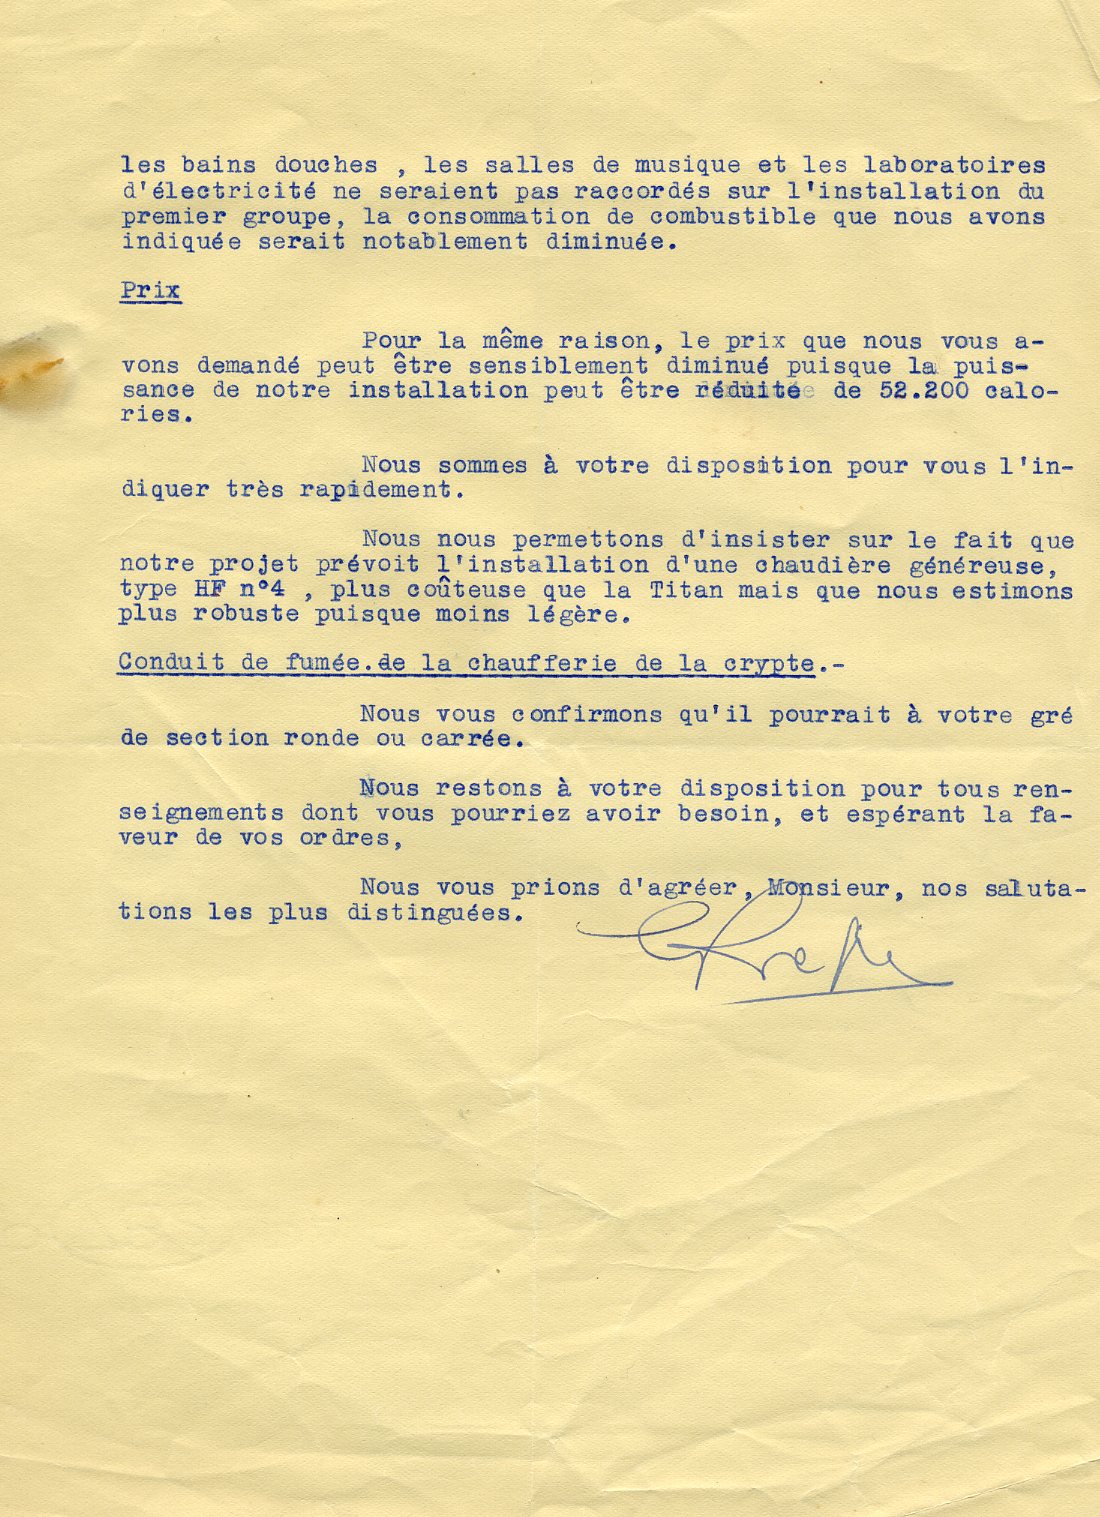 les bains douches , les salles de musique et les laboratoires
d'électricité ne seraient pas raccordés sur l'installation du
premier groupe, la consommation de combustible que nous avons
indiquée serait notablement diminuée.
Prix
Pour la même raison, le prix que nous vous a-
vons demandé peut être sensiblement diminué puisque la puis-
sance de notre installation peut être réduite de 52.200 calo-
ries.
Nous sommes à votre disposition pour vous l'in-
diquer très rapidement.
Nous nous permettons d'insister sur le fait que
notre projet prévoit l'installation d'une chaudière généreuse,
type HF n°4 , plus coûteuse que la Titan mais que nous estimons
plus robuste puisque moins légère.
Conduit de fumée.de la chaufferie de la crypte.-
Nous vous confirmons qu'il pourrait à votre gré
de section ronde ou carrée.
Nous restons à votre disposition pour tous ren-
seignements dont vous pourriez avoir besoin, et espérant la fa-
veur de vos ordres,
Nous vous prions d'agréer, Monsieur, nos saluta-
tions les plus distinguées.